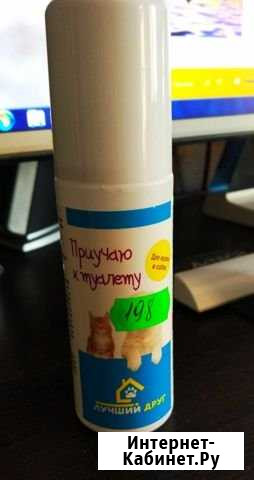 Приучаю
к туалету
Для кошек
и собак
198
ЛУЧШИЙ ДРУГ
Интернет-
Кабинет.Ру